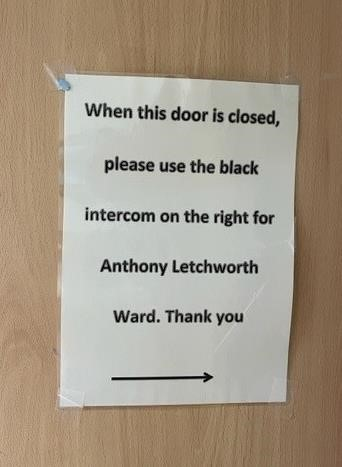 When this door is closed,
please use the black
intercom on the right for
Anthony Letchworth
Ward. Thank you